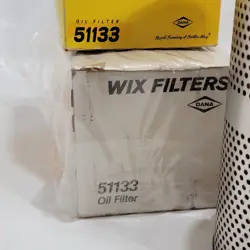 OIL FILTER
51133
DANA
WIX FILTERS
DANA
51133
Oil Filter